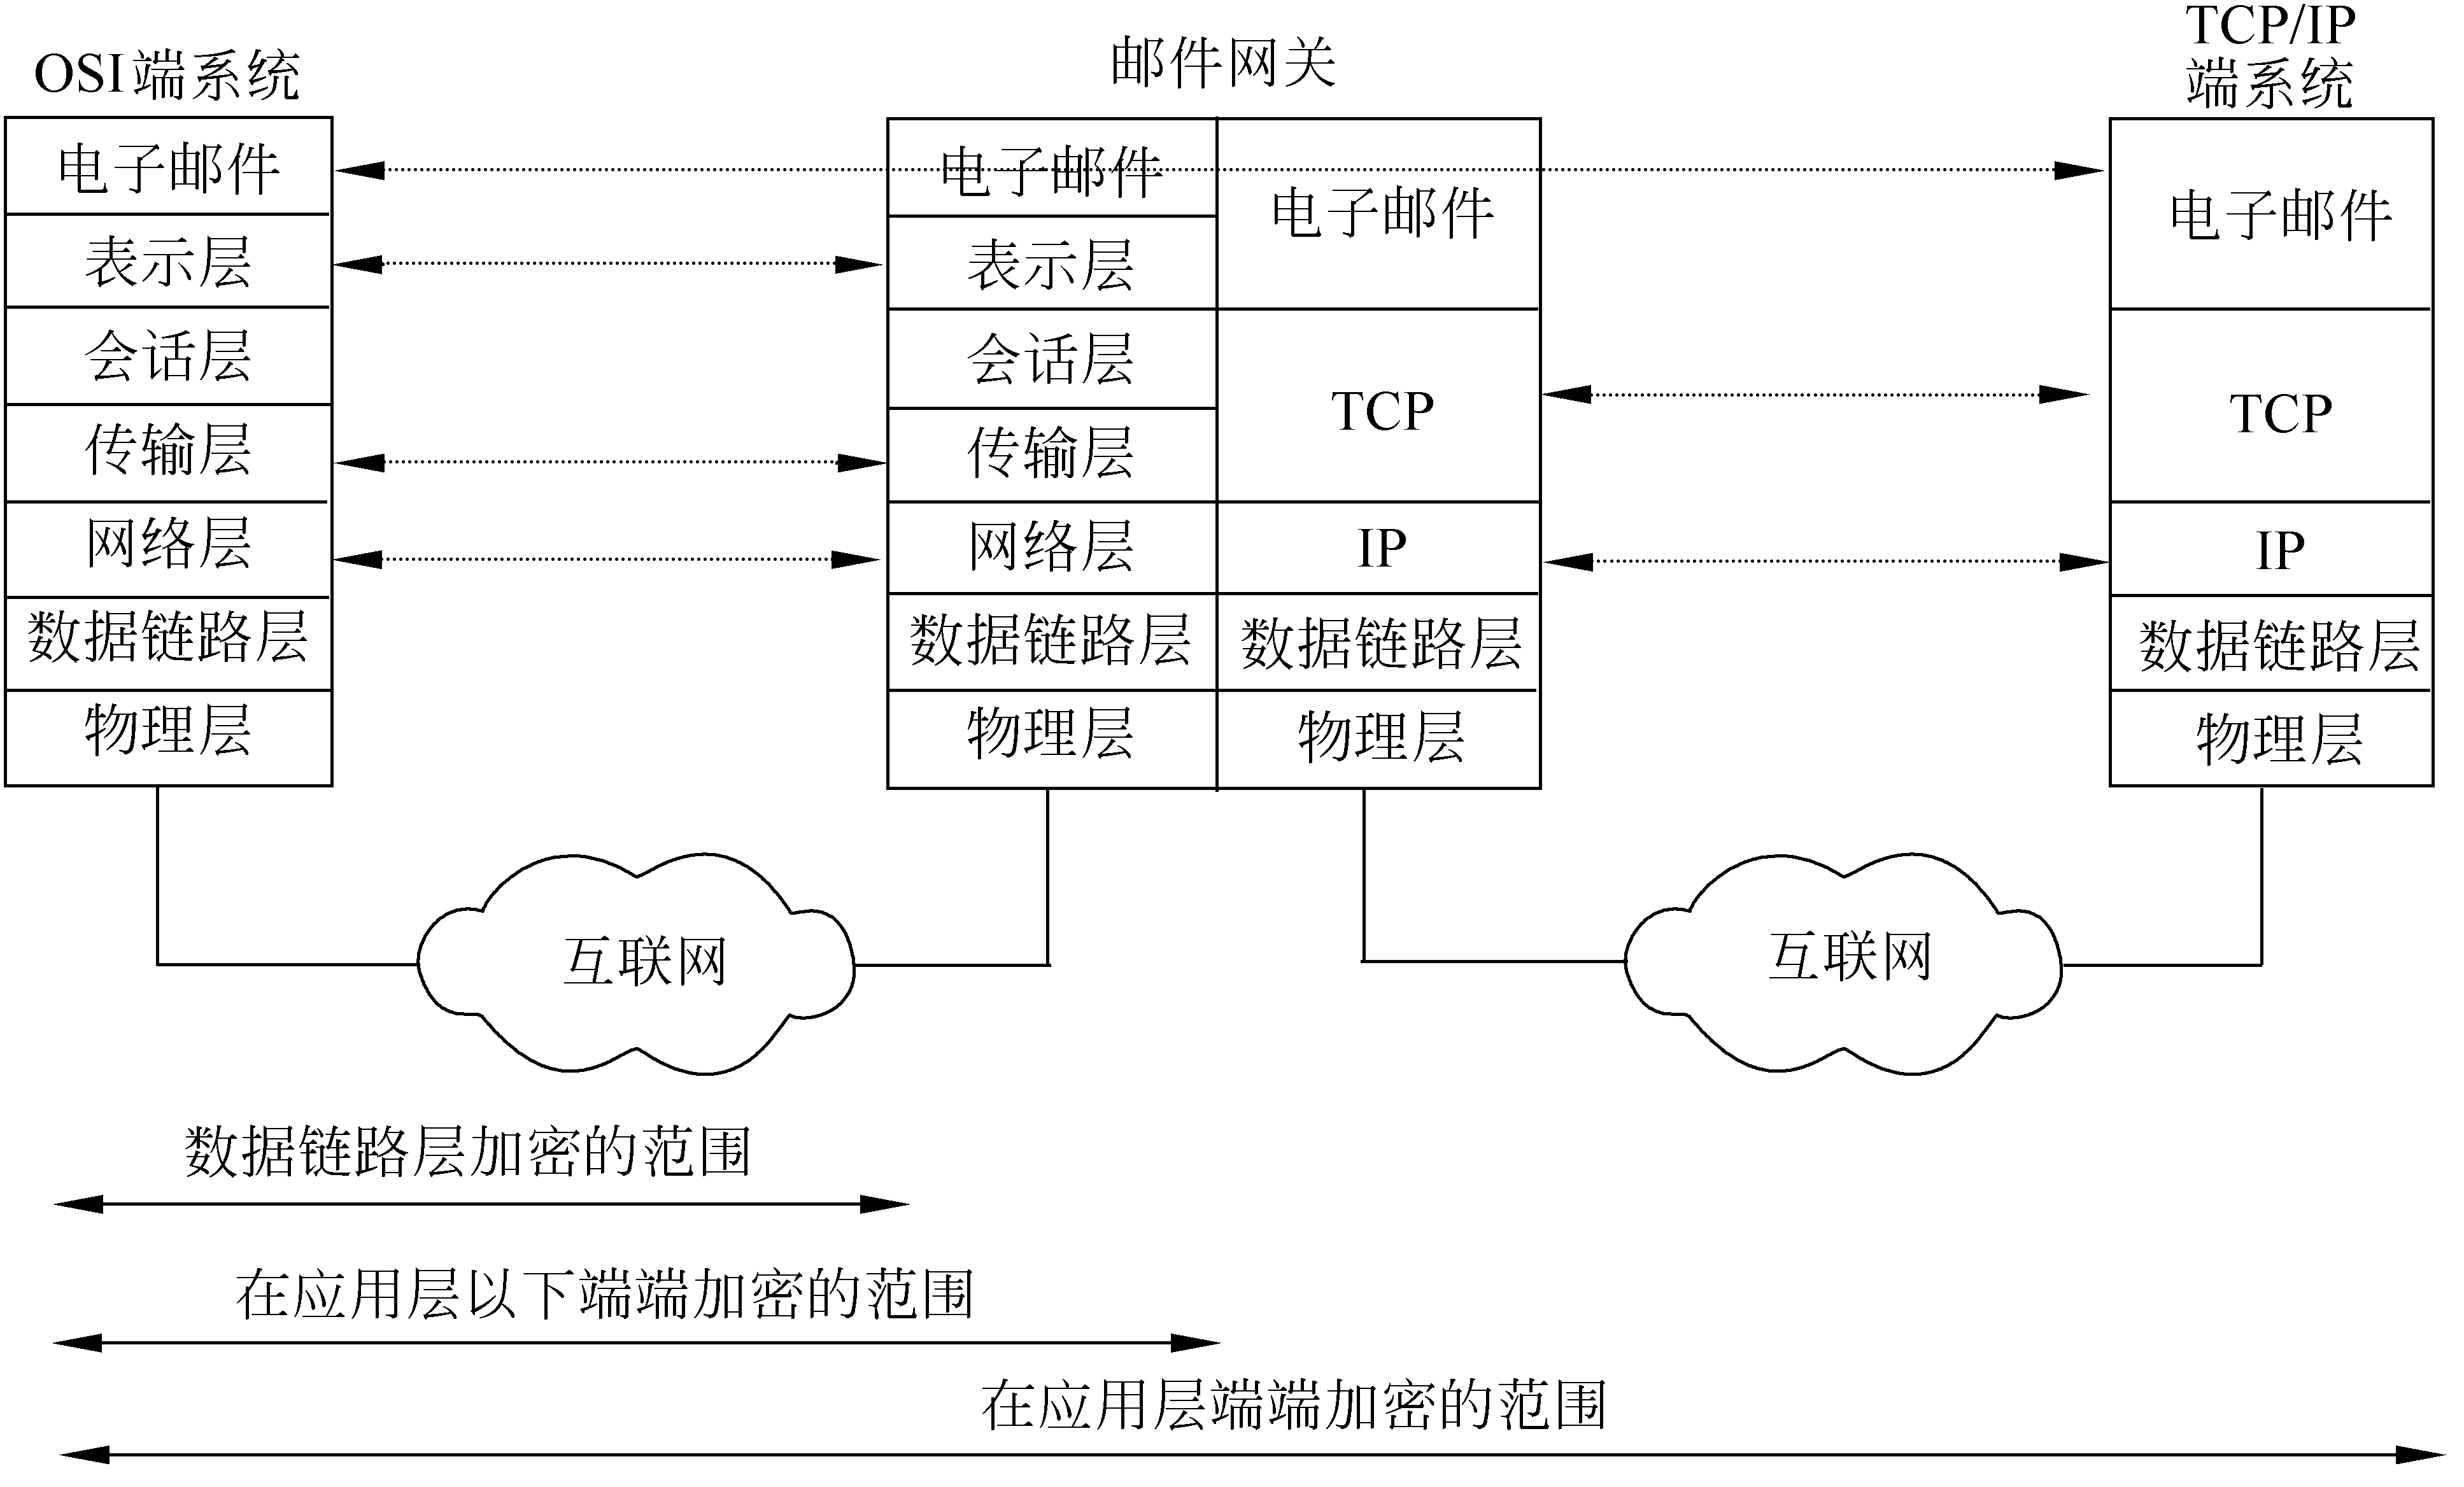 OSI端系统
邮件网关
TCP/IP
端系统
电子邮件
表示层
会话层
传输层
网络层
数据链路层
物理层
电子邮件
表示层
会话层
传输层
网络层
数据链路层
物理层
电子邮件
TCP
IP
数据链路层
物理层
电子邮件
TCP
IP
数据链路层
物理层
互联网
互联网
数据链路层加密的范围
在应用层以下端端加密的范围
在应用层端端加密的范围